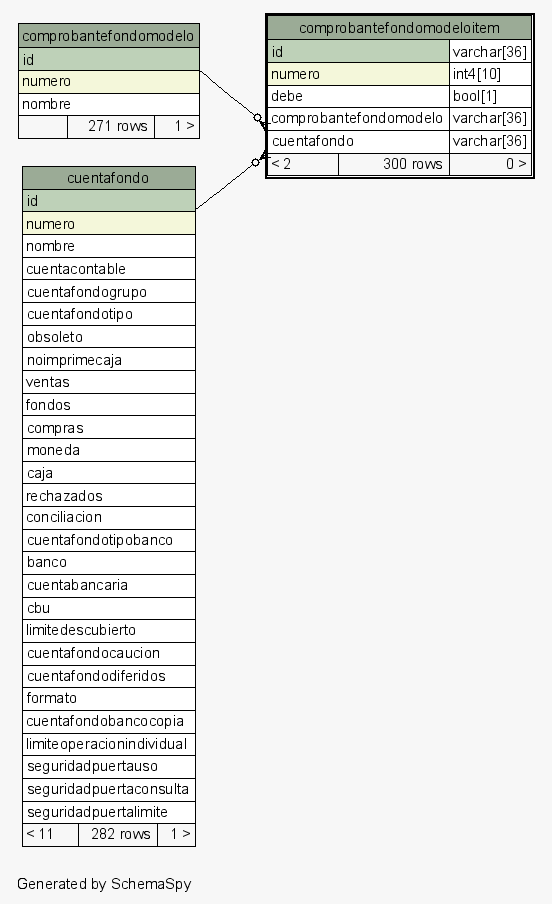 comprobantefondomodelo
id
numero
nombre
271 rows 1 >
comprobantefondomodeloitem
id varchar[36]
numero int4[10]
debe bool[1]
comprobantefondomodelo varchar[36]
cuentafondo varchar[36]
< 2 300 rows 0 >
cuentafondo
id
numero
nombre
cuentacontable
cuentafondogrupo
cuentafondotipo
obsoleto
noimprimecaja
ventas
fondos
compras
moneda
caja
rechazados
conciliacion
cuentafondotipobanco
banco
cuentabancaria
cbu
limitedescubierto
cuentafondocaucion
cuentafondodiferidos
formato
cuentafondobancocopia
limiteoperacionindividual
seguridadpuertauso
seguridadpuertaconsulta
seguridadpuertalimite
< 11 282 rows 1 >
Generated by SchemaSpy